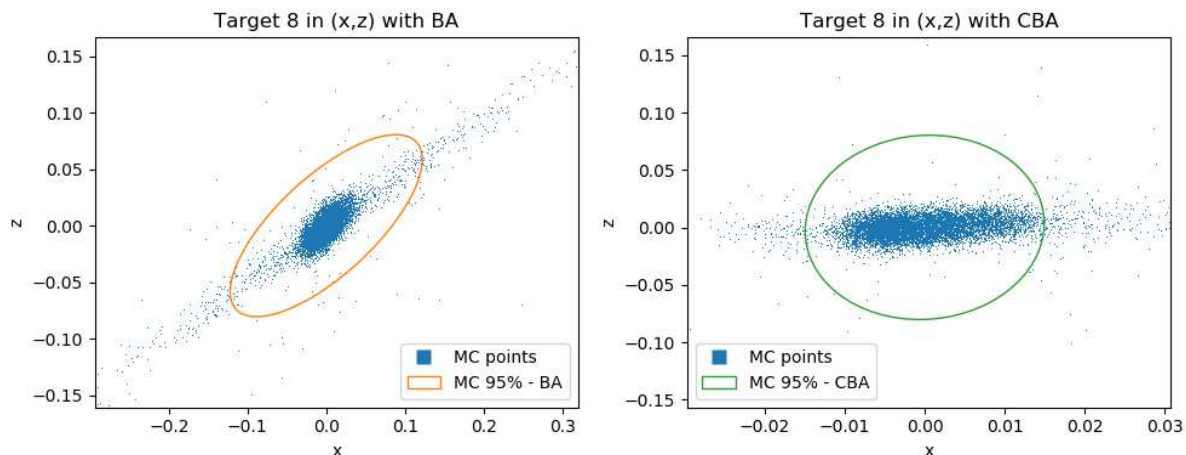 Target 8 in (x,z) with BA
0.15
0.10
0.05
0.00
−0.05
−0.10
−0.15
z
−0.2
−0.1
0.0
0.1
0.2
0.3
x
MC points
MC 95% - BA
Target 8 in (x,z) with CBA
0.15
0.10
0.05
0.00
−0.05
−0.10
−0.15
z
−0.02
−0.01
0.00
0.01
0.02
0.03
x
MC points
MC 95% - CBA